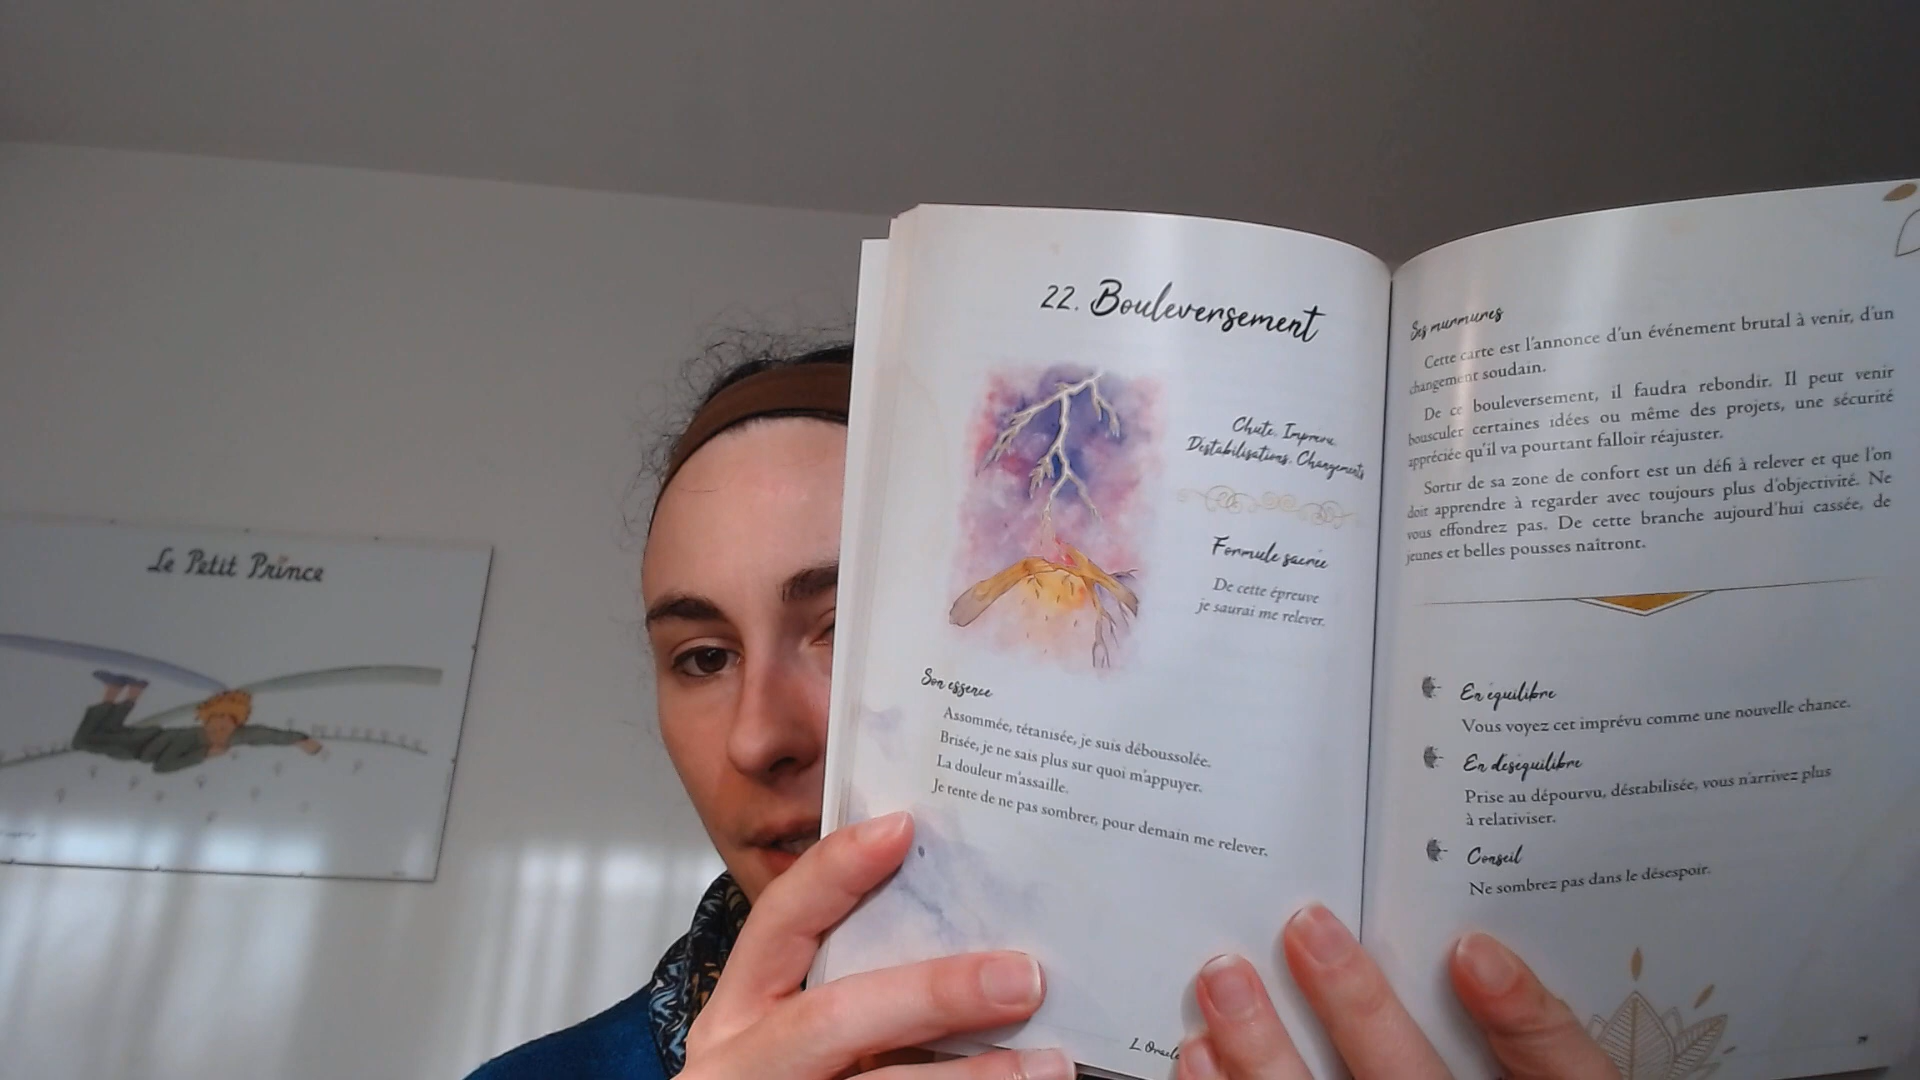 Le Petit Prince
22. Bouleversement
Chute, Imprévu,
Déstabilisations, Changements
Formule sacrée
De cette épreuve
je saurai me relever.
Son essence
Assommée, tétanisée, je suis déboussolée.
Brisée, je ne sais plus sur quoi m'appuyer.
La douleur m'assaille.
Je tente de ne pas sombrer, pour demain me relever.
L'Oracle
Ses murmures
Cette carte est l'annonce d'un événement brutal à venir, d'un
changement soudain.
De ce bouleversement, il faudra rebondir. Il peut venir
bousculer certaines idées ou même des projets, une sécurité
appréciée qu'il va pourtant falloir réajuster.
Sortir de sa zone de confort est un défi à relever et que l'on
doit apprendre à regarder avec toujours plus d'objectivité. Ne
vous effondrez pas. De cette branche aujourd'hui cassée, de
jeunes et belles pousses naîtront.
En équilibre
Vous voyez cet imprévu comme une nouvelle chance.
En déséquilibre
Prise au dépourvu, déstabilisée, vous n'arrivez plus
à relativiser.
Conseil
Ne sombrez pas dans le désespoir.